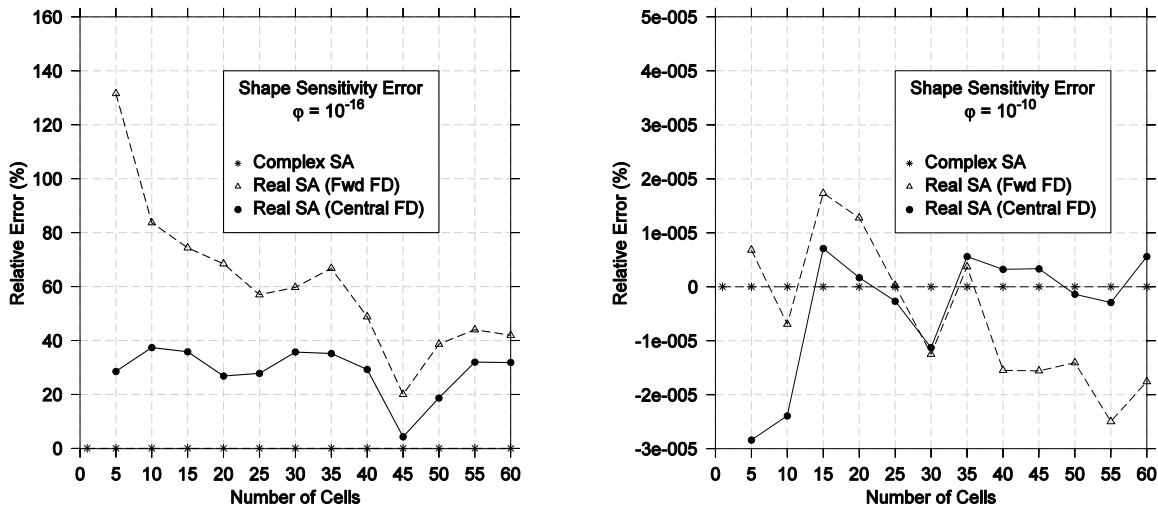 160
140
120
100
80
60
40
20
0
Relative Error (%)
Shape Sensitivity Error
φ = 10⁻¹⁶
Complex SA
Real SA (Fwd FD)
Real SA (Central FD)
5 10 15 20 25 30 35 40 45 50 55 60
Number of Cells
5e-005
4e-005
3e-005
2e-005
1e-005
0
-1e-005
-2e-005
-3e-005
Relative Error (%)
Shape Sensitivity Error
φ = 10⁻¹⁰
Complex SA
Real SA (Fwd FD)
Real SA (Central FD)
5 10 15 20 25 30 35 40 45 50 55 60
Number of Cells